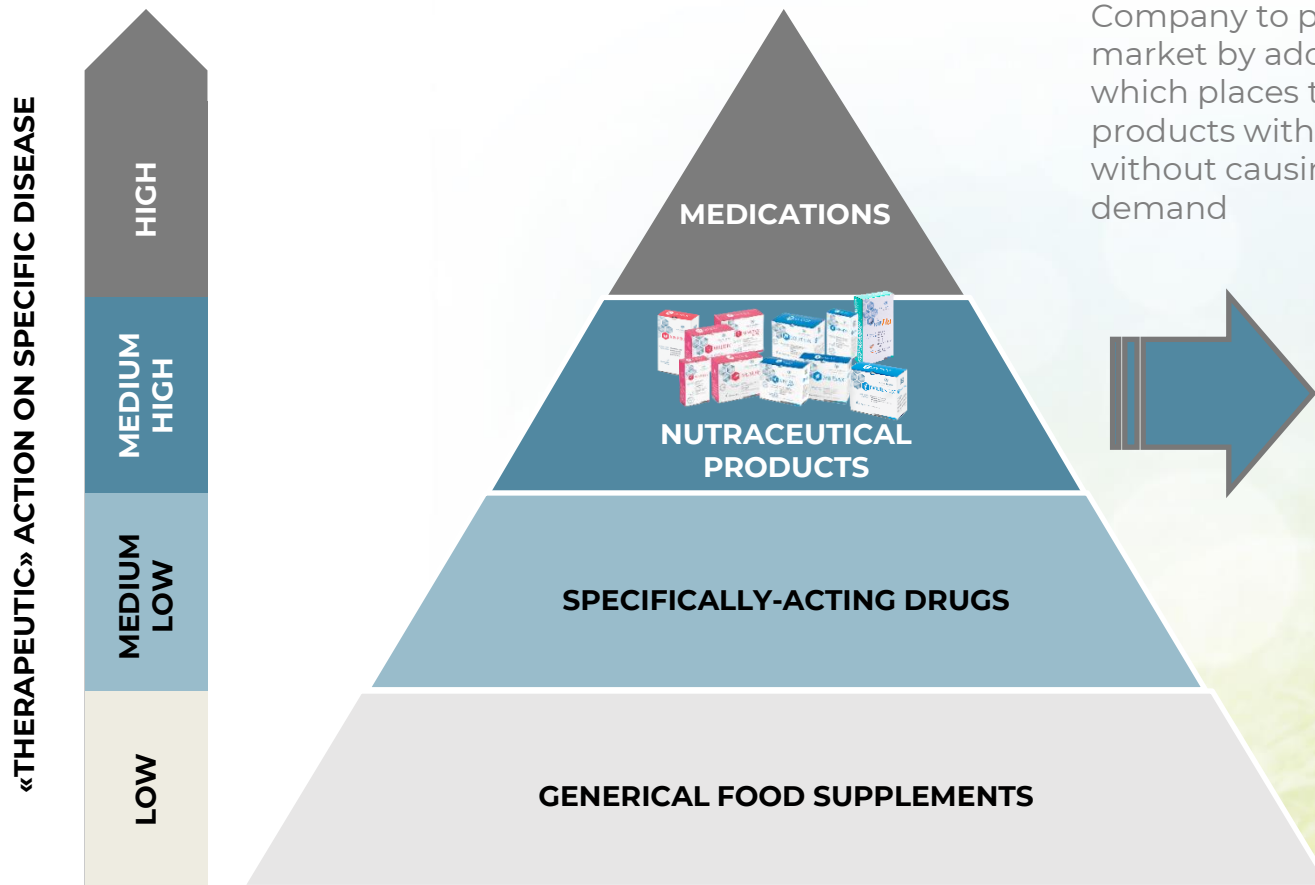 «THERAPEUTIC» ACTION ON SPECIFIC DISEASE
HIGH
MEDIUM
HIGH
MEDIUM
LOW
LOW
MEDICATIONS
NUTRACEUTICAL
PRODUCTS
SPECIFICALLY-ACTING DRUGS
GENERICAL FOOD SUPPLEMENTS
Company to p
market by ado
which places t
products with
without causin
demand